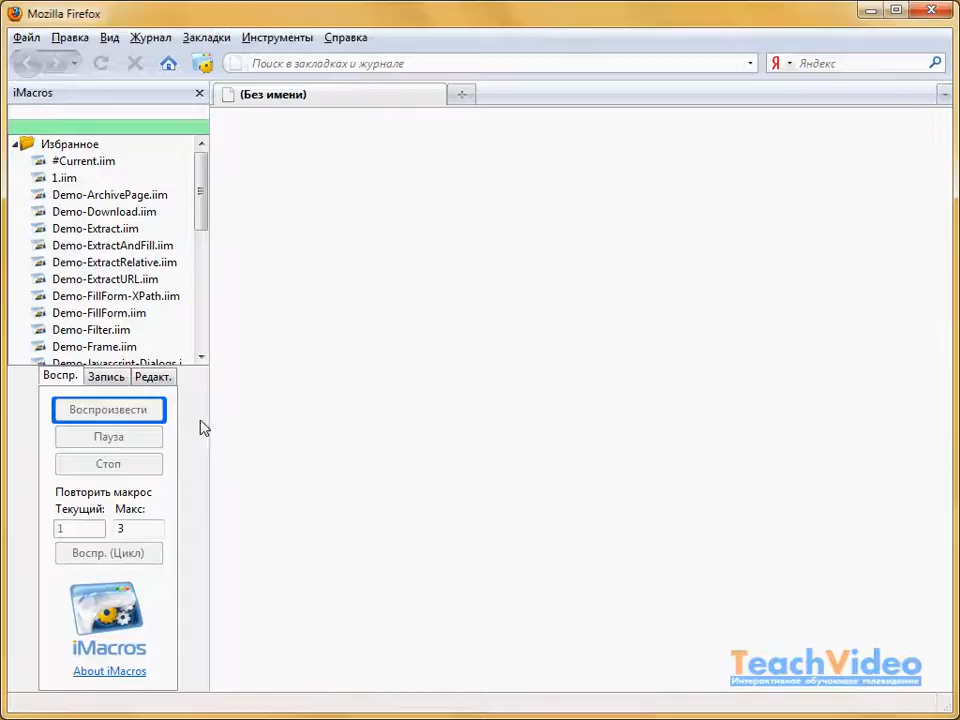 Mozilla Firefox
Файл Правка Вид Журнал Закладки Инструменты Справка
Поиск в закладках и журнале
Я Яндекс
iMacros
(Без имени)
Избранное
#Current.iim
1.iim
Demo-ArchivePage.iim
Demo-Download.iim
Demo-Extract.iim
Demo-ExtractAndFill.iim
Demo-ExtractRelative.iim
Demo-ExtractURL.iim
Demo-FillForm-XPath.iim
Demo-FillForm.iim
Demo-Filter.iim
Demo-Frame.iim
Demo-Javascript-Dialogs.i
Воспр. Запись Редакт.
Воспроизвести
Пауза
Стоп
Повторить макрос
Текущий: Макс:
1 3
Воспр. (Цикл)
iMacros
About iMacros
TeachVideo
Интерактивное обучающее телевидение